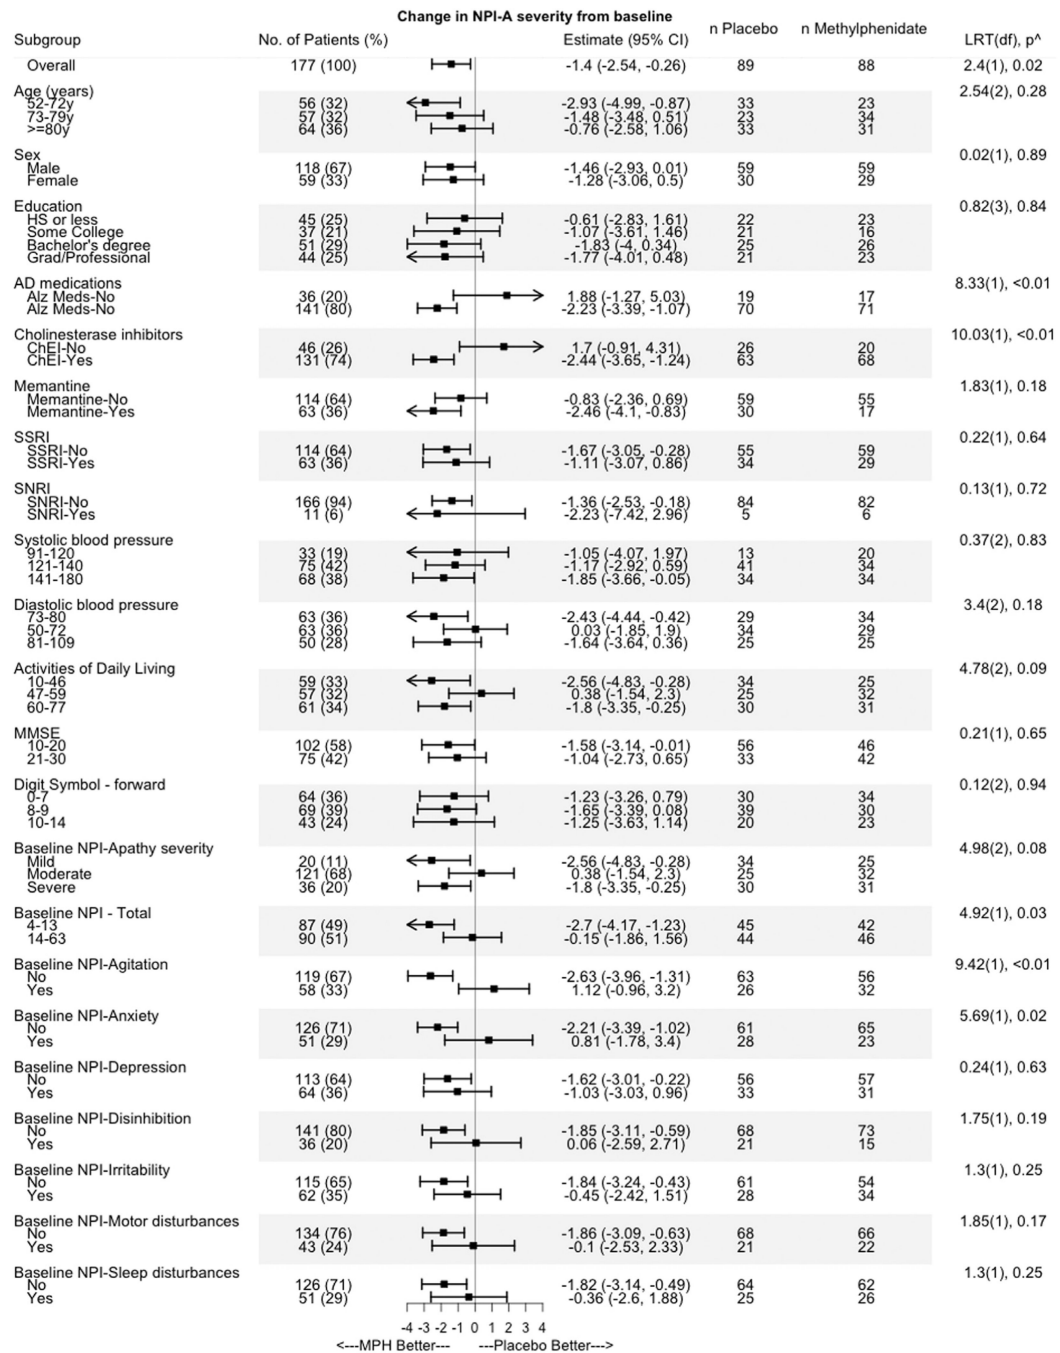 Change in NPI-A severity from baseline
Subgroup No. of Patients (%) Estimate (95% CI) n Placebo n Methylphenidate LRT(df), p^
Overall 177 (100) -1.4 (-2.54, -0.26) 89 88 2.4(1), 0.02
Age (years) 2.54(2), 0.28
52-72y 56 (32) -2.93 (-4.99, -0.87) 33 23
73-79y 57 (32) -1.48 (-3.48, 0.51) 23 34
>=80y 64 (36) -0.76 (-2.58, 1.06) 33 31
Sex 0.02(1), 0.89
Male 118 (67) -1.46 (-2.93, 0.01) 59 59
Female 59 (33) -1.28 (-3.06, 0.5) 30 29
Education 0.82(3), 0.84
HS or less 45 (25) -0.61 (-2.83, 1.61) 22 23
Some College 37 (21) -1.07 (-3.61, 1.46) 21 16
Bachelor's degree 51 (29) -1.83 (-4, 0.34) 25 26
Grad/Professional 44 (25) -1.77 (-4.01, 0.48) 21 23
AD medications 8.33(1), <0.01
Alz Meds-No 36 (20) 1.88 (-1.27, 5.03) 19 17
Alz Meds-No 141 (80) -2.23 (-3.39, -1.07) 70 71
Cholinesterase inhibitors 10.03(1), <0.01
ChEI-No 46 (26) 1.7 (-0.91, 4.31) 26 20
ChEI-Yes 131 (74) -2.44 (-3.65, -1.24) 63 68
Memantine 1.83(1), 0.18
Memantine-No 114 (64) -0.83 (-2.36, 0.69) 59 55
Memantine-Yes 63 (36) -2.46 (-4.1, -0.83) 30 17
SSRI 0.22(1), 0.64
SSRI-No 114 (64) -1.67 (-3.05, -0.28) 55 59
SSRI-Yes 63 (36) -1.11 (-3.07, 0.86) 34 29
SNRI 0.13(1), 0.72
SNRI-No 166 (94) -1.36 (-2.53, -0.18) 84 82
SNRI-Yes 11 (6) -2.23 (-7.42, 2.96) 5 6
Systolic blood pressure 0.37(2), 0.83
91-120 33 (19) -1.05 (-4.07, 1.97) 13 20
121-140 75 (42) -1.17 (-2.92, 0.59) 41 34
141-180 68 (38) -1.85 (-3.66, -0.05) 34 34
Diastolic blood pressure 3.4(2), 0.18
73-80 63 (36) -2.43 (-4.44, -0.42) 29 34
50-72 63 (36) 0.03 (-1.85, 1.9) 34 29
81-109 50 (28) -1.64 (-3.64, 0.36) 25 25
Activities of Daily Living 4.78(2), 0.09
10-46 59 (33) -2.56 (-4.83, -0.28) 34 25
47-59 57 (32) 0.38 (-1.54, 2.3) 25 32
60-77 61 (34) -1.8 (-3.35, -0.25) 30 31
MMSE 0.21(1), 0.65
10-20 102 (58) -1.58 (-3.14, -0.01) 56 46
21-30 75 (42) -1.04 (-2.73, 0.65) 33 42
Digit Symbol - forward 0.12(2), 0.94
0-7 64 (36) -1.23 (-3.26, 0.79) 30 34
8-9 69 (39) -1.65 (-3.39, 0.08) 39 30
10-14 43 (24) -1.25 (-3.63, 1.14) 20 23
Baseline NPI-Apathy severity 4.98(2), 0.08
Mild 20 (11) -2.56 (-4.83, -0.28) 34 25
Moderate 121 (68) 0.38 (-1.54, 2.3) 25 32
Severe 36 (20) -1.8 (-3.35, -0.25) 30 31
Baseline NPI - Total 4.92(1), 0.03
4-13 87 (49) -2.7 (-4.17, -1.23) 45 42
14-63 90 (51) -0.15 (-1.86, 1.56) 44 46
Baseline NPI-Agitation 9.42(1), <0.01
No 119 (67) -2.63 (-3.96, -1.31) 63 56
Yes 58 (33) 1.12 (-0.96, 3.2) 26 32
Baseline NPI-Anxiety 5.69(1), 0.02
No 126 (71) -2.21 (-3.39, -1.02) 61 65
Yes 51 (29) 0.81 (-1.78, 3.4) 28 23
Baseline NPI-Depression 0.24(1), 0.63
No 113 (64) -1.62 (-3.01, -0.22) 56 57
Yes 64 (36) -1.03 (-3.03, 0.96) 33 31
Baseline NPI-Disinhibition 1.75(1), 0.19
No 141 (80) -1.85 (-3.11, -0.59) 68 73
Yes 36 (20) 0.06 (-2.59, 2.71) 21 15
Baseline NPI-Irritability 1.3(1), 0.25
No 115 (65) -1.84 (-3.24, -0.43) 61 54
Yes 62 (35) -0.45 (-2.42, 1.51) 28 34
Baseline NPI-Motor disturbances 1.85(1), 0.17
No 134 (76) -1.86 (-3.09, -0.63) 68 66
Yes 43 (24) -0.1 (-2.53, 2.33) 21 22
Baseline NPI-Sleep disturbances 1.3(1), 0.25
No 126 (71) -1.82 (-3.14, -0.49) 64 62
Yes 51 (29) -0.36 (-2.6, 1.88) 25 26
-4 -3 -2 -1 0 1 2 3 4
<---MPH Better--- ---Placebo Better--->